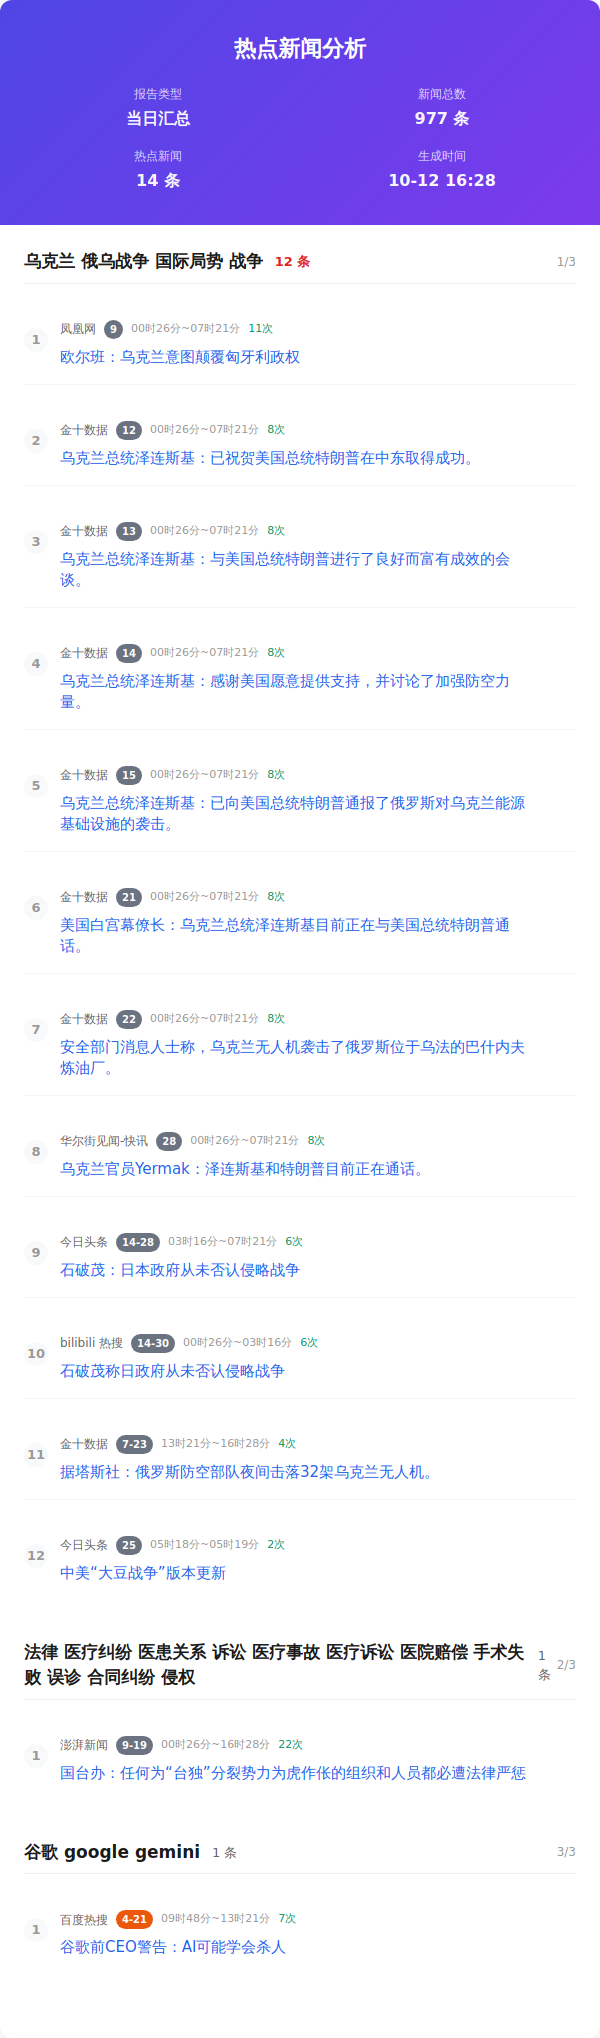 热点新闻分析
报告类型
新闻总数
当日汇总
977 条
热点新闻
生成时间
14 条
10-12 16:28
乌克兰 俄乌战争 国际局势 战争 12 条 1/3
1 凤凰网 9 00时26分~07时21分 11次
欧尔班：乌克兰意图颠覆匈牙利政权
2 金十数据 12 00时26分~07时21分 8次
乌克兰总统泽连斯基：已祝贺美国总统特朗普在中东取得成功。
3 金十数据 13 00时26分~07时21分 8次
乌克兰总统泽连斯基：与美国总统特朗普进行了良好而富有成效的会
谈。
4 金十数据 14 00时26分~07时21分 8次
乌克兰总统泽连斯基：感谢美国愿意提供支持，并讨论了加强防空力
量。
5 金十数据 15 00时26分~07时21分 8次
乌克兰总统泽连斯基：已向美国总统特朗普通报了俄罗斯对乌克兰能源
基础设施的袭击。
6 金十数据 21 00时26分~07时21分 8次
美国白宫幕僚长：乌克兰总统泽连斯基目前正在与美国总统特朗普通
话。
7 金十数据 22 00时26分~07时21分 8次
安全部门消息人士称，乌克兰无人机袭击了俄罗斯位于乌法的巴什内夫
炼油厂。
8 华尔街见闻-快讯 28 00时26分~07时21分 8次
乌克兰官员Yermak：泽连斯基和特朗普目前正在通话。
9 今日头条 14-28 03时16分~07时21分 6次
石破茂：日本政府从未否认侵略战争
10 bilibili 热搜 14-30 00时26分~03时16分 6次
石破茂称日政府从未否认侵略战争
11 金十数据 7-23 13时21分~16时28分 4次
据塔斯社：俄罗斯防空部队夜间击落32架乌克兰无人机。
12 今日头条 25 05时18分~05时19分 2次
中美“大豆战争”版本更新
法律 医疗纠纷 医患关系 诉讼 医疗事故 医疗诉讼 医院赔偿 手术失
败 误诊 合同纠纷 侵权
1
条
2/3
1 澎湃新闻 9-19 00时26分~16时28分 22次
国台办：任何为“台独”分裂势力为虎作伥的组织和人员都必遭法律严惩
谷歌 google gemini 1 条 3/3
1 百度热搜 4-21 09时48分~13时21分 7次
谷歌前CEO警告：AI可能学会杀人